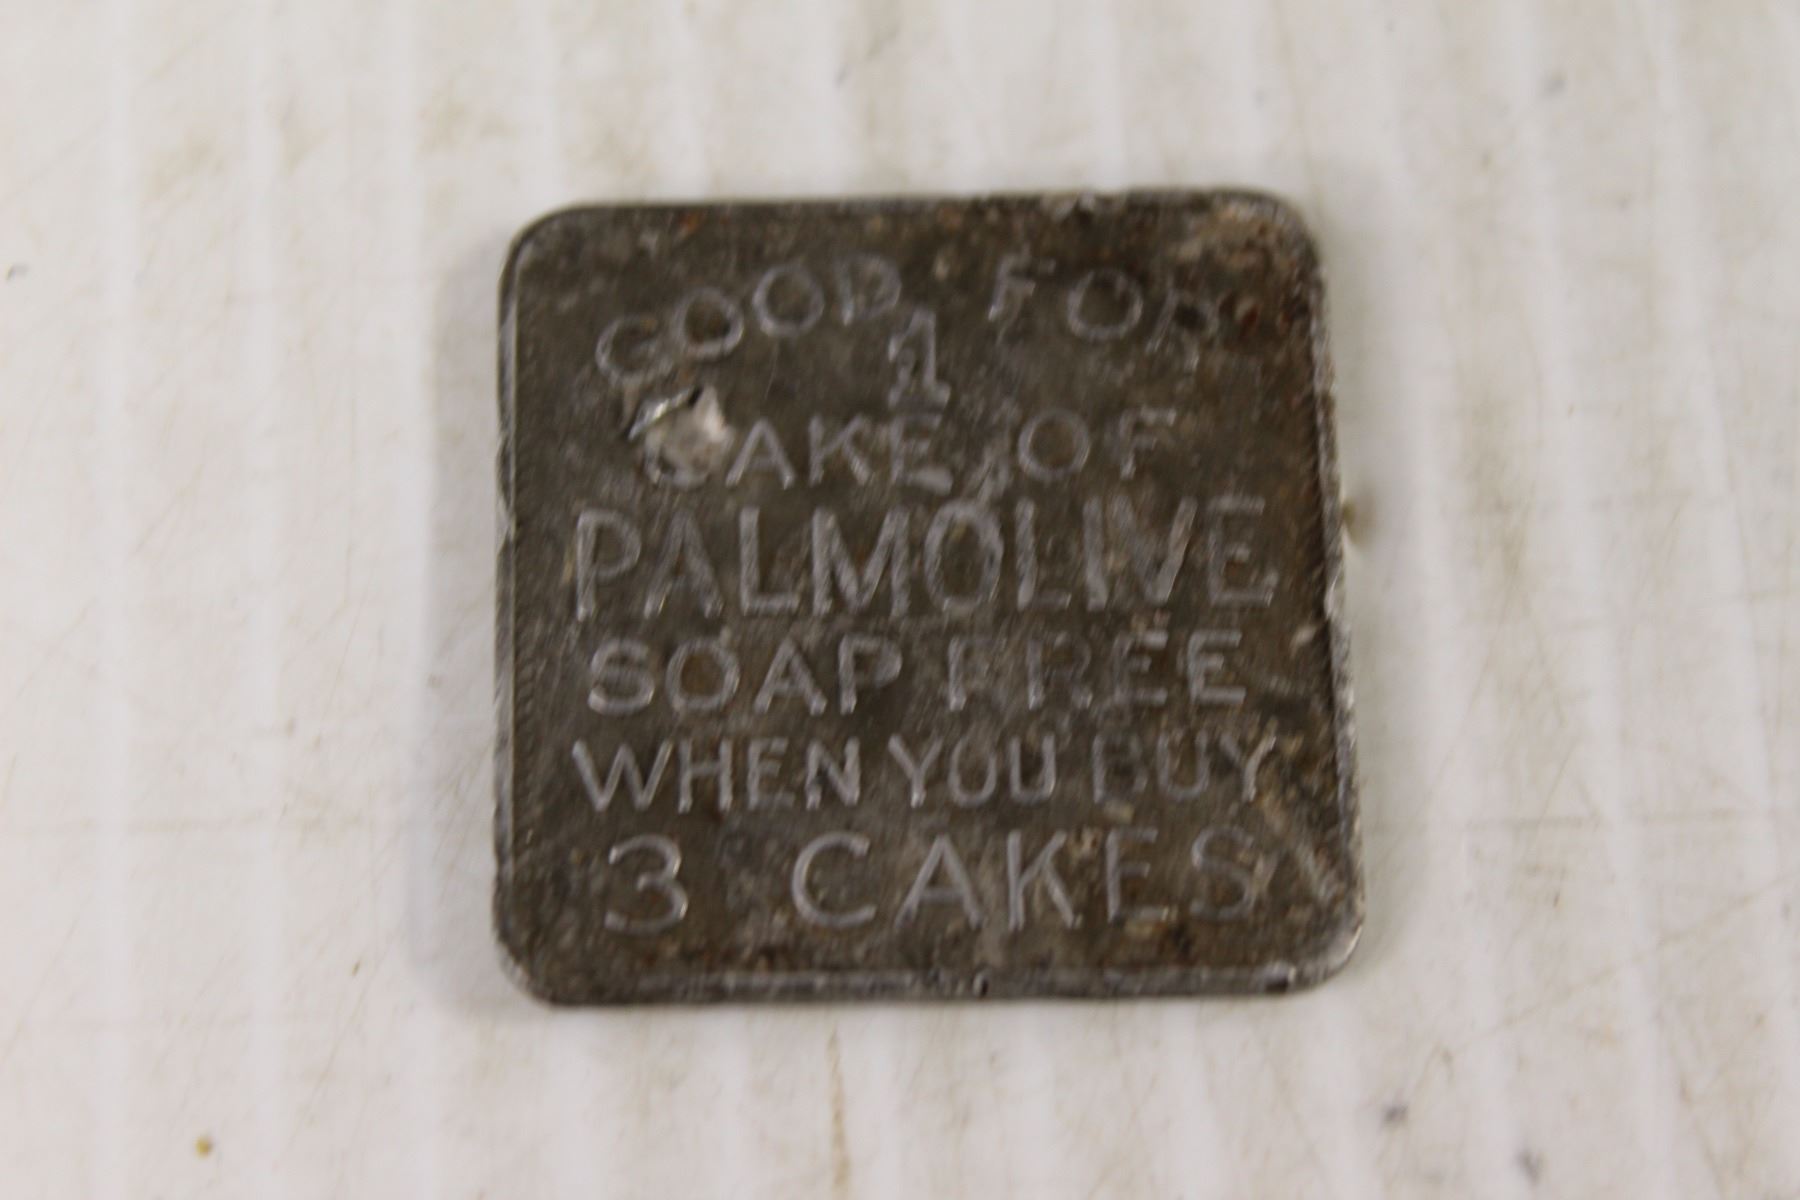 GOOD FOR
1
CAKE OF
PALMOLIVE
SOAP FREE
WHEN YOU BUY
3 CAKES